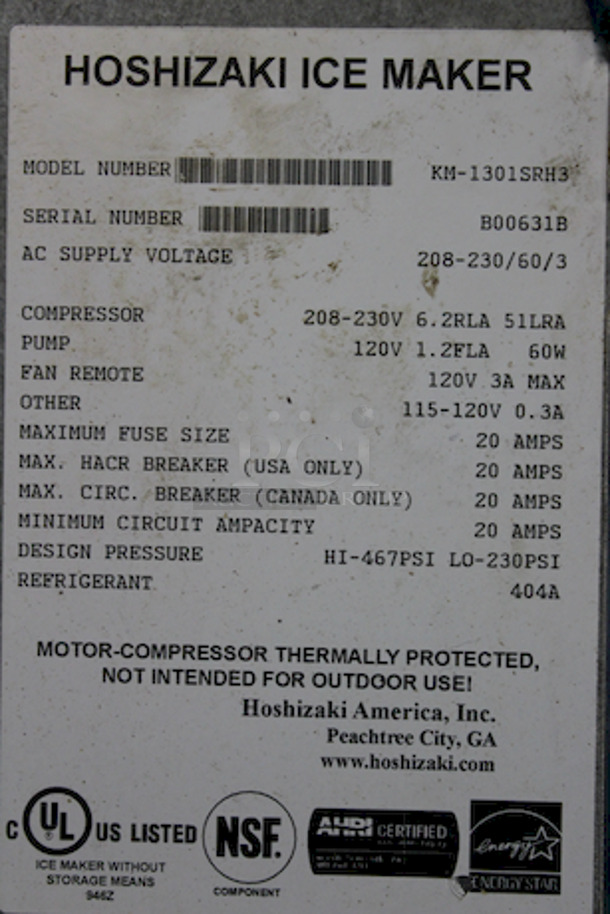 HOSHIZAKI ICE MAKER
MODEL NUMBER KM-1301SRH3
SERIAL NUMBER B00631B
AC SUPPLY VOLTAGE 208-230/60/3
COMPRESSOR 208-230V 6.2RLA 51LRA
PUMP 120V 1.2FLA 60W
FAN REMOTE 120V 3A MAX
OTHER 115-120V 0.3A
MAXIMUM FUSE SIZE 20 AMPS
MAX. HACR BREAKER (USA ONLY) 20 AMPS
MAX. CIRC. BREAKER (CANADA ONLY) 20 AMPS
MINIMUM CIRCUIT AMPACITY 20 AMPS
DESIGN PRESSURE HI-467PSI LO-230PSI
REFRIGERANT 404A
MOTOR-COMPRESSOR THERMALLY PROTECTED,
NOT INTENDED FOR OUTDOOR USE!
Hoshizaki America, Inc.
Peachtree City, GA
www.hoshizaki.com
C UL US LISTED
ICE MAKER WITHOUT
STORAGE MEANS
946Z
NSF
COMPONENT
AHRI CERTIFIED
energy
ENERGY STAR